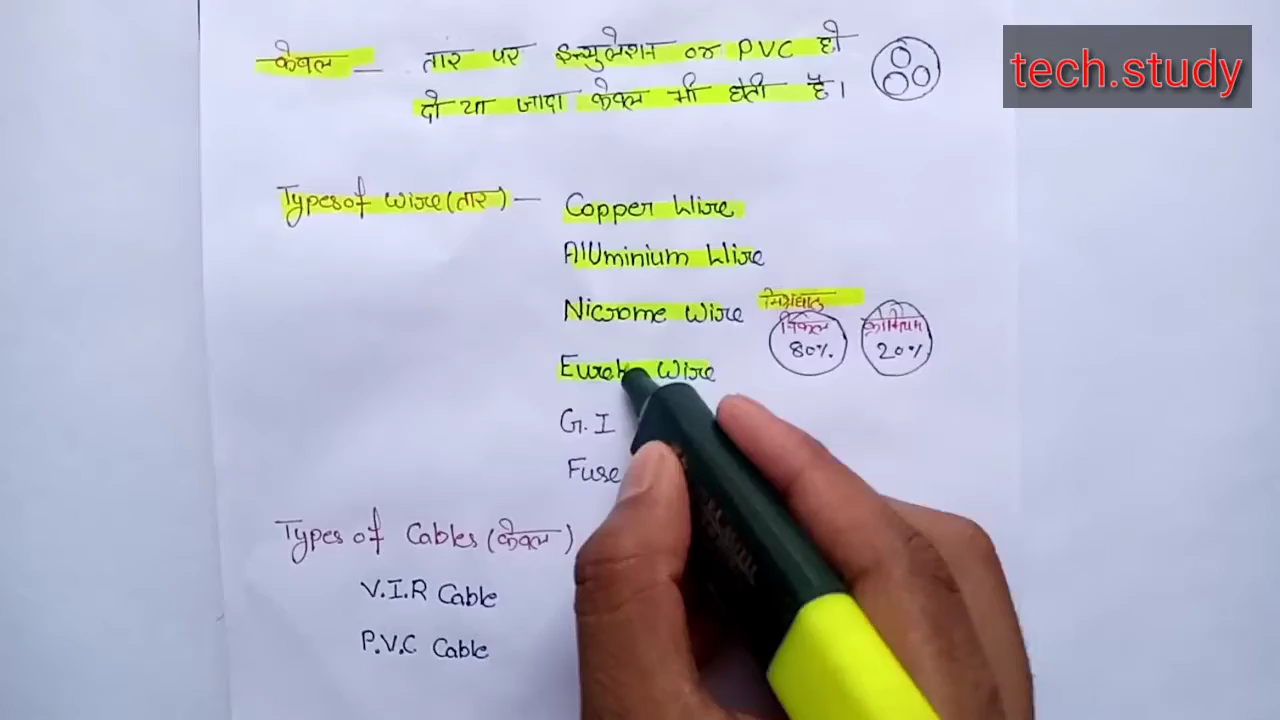 केबल — तार पर इन्सुलेशन or PVC हो
दो या जादा केबल भी होती है।
tech.study
Types of Wire (तार) — Copper Wire
Aluminium Wire
Nicrome Wire मिश्रधातु
निकल 80% क्रोमियम 20%
Wire
G.I
Fuse
Types of Cables (केबल)
V.I.R Cable
P.V.C Cable